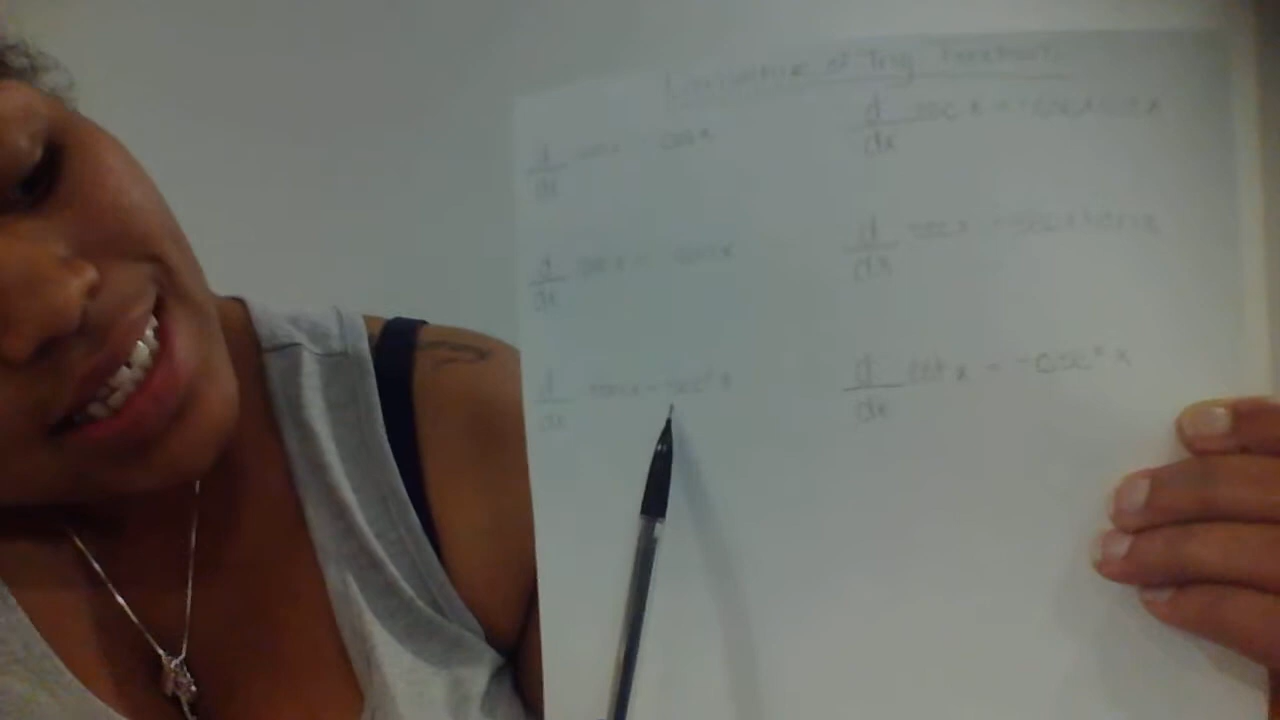 Derivative of Trig Functions
d/dx sin x = cos x
d/dx cos x = - sin x
d/dx tan x = sec² x
d/dx csc x = -csc x cot x
d/dx sec x = sec x tan x
d/dx cot x = -csc² x